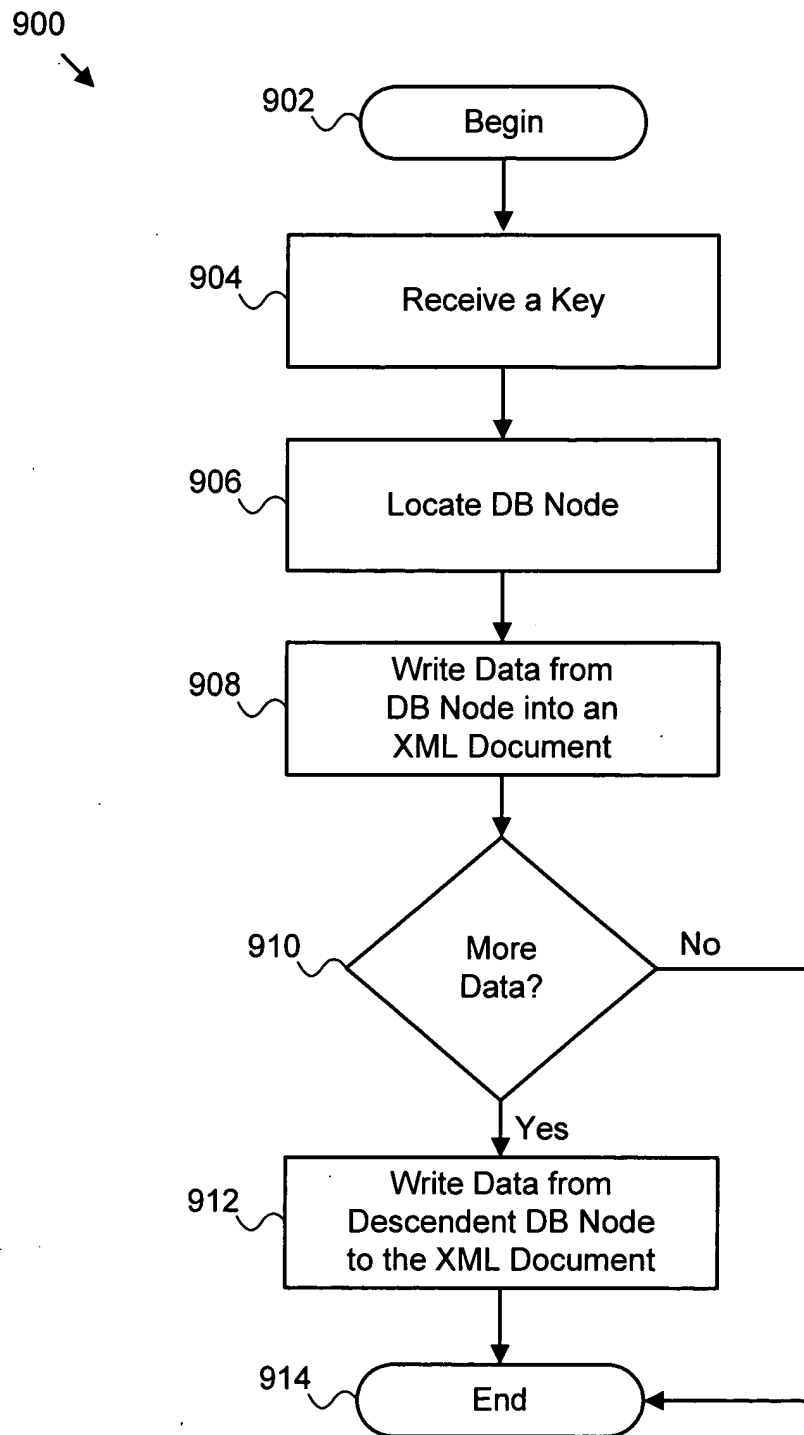 900
902
Begin
904
Receive a Key
906
Locate DB Node
908
Write Data from
DB Node into an
XML Document
910
More
Data?
No
Yes
912
Write Data from
Descendent DB Node
to the XML Document
914
End